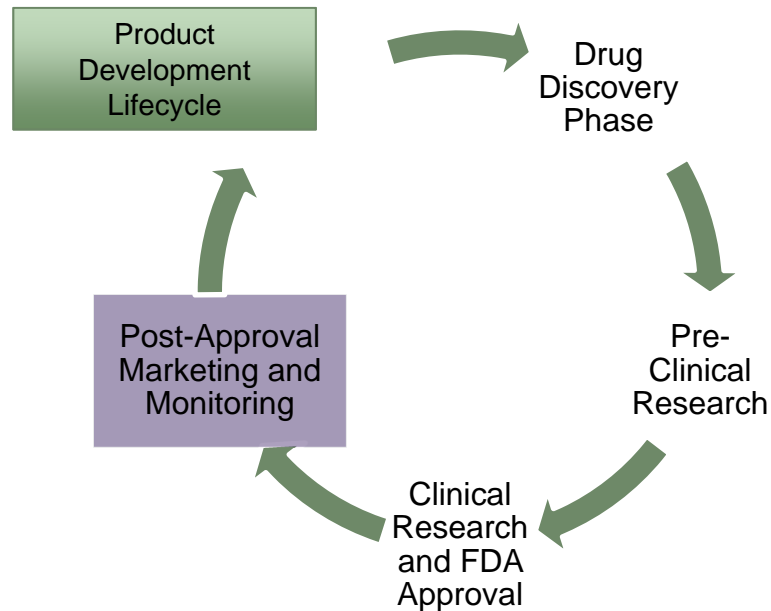 Product
Development
Lifecycle
Drug
Discovery
Phase
Pre-
Clinical
Research
Clinical
Research
and FDA
Approval
Post-Approval
Marketing and
Monitoring